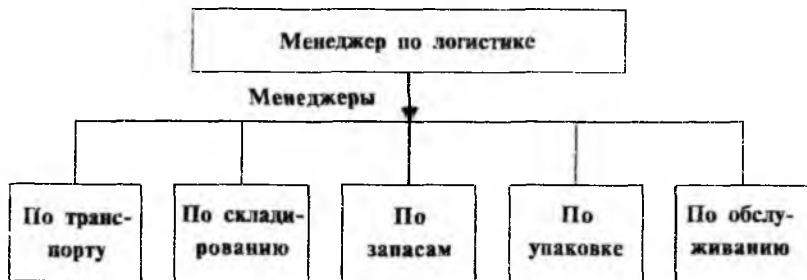 Менеджер по логистике
Менеджеры
По транс-
порту
По склади-
рованию
По
запасам
По
упаковке
По обслу-
живанию